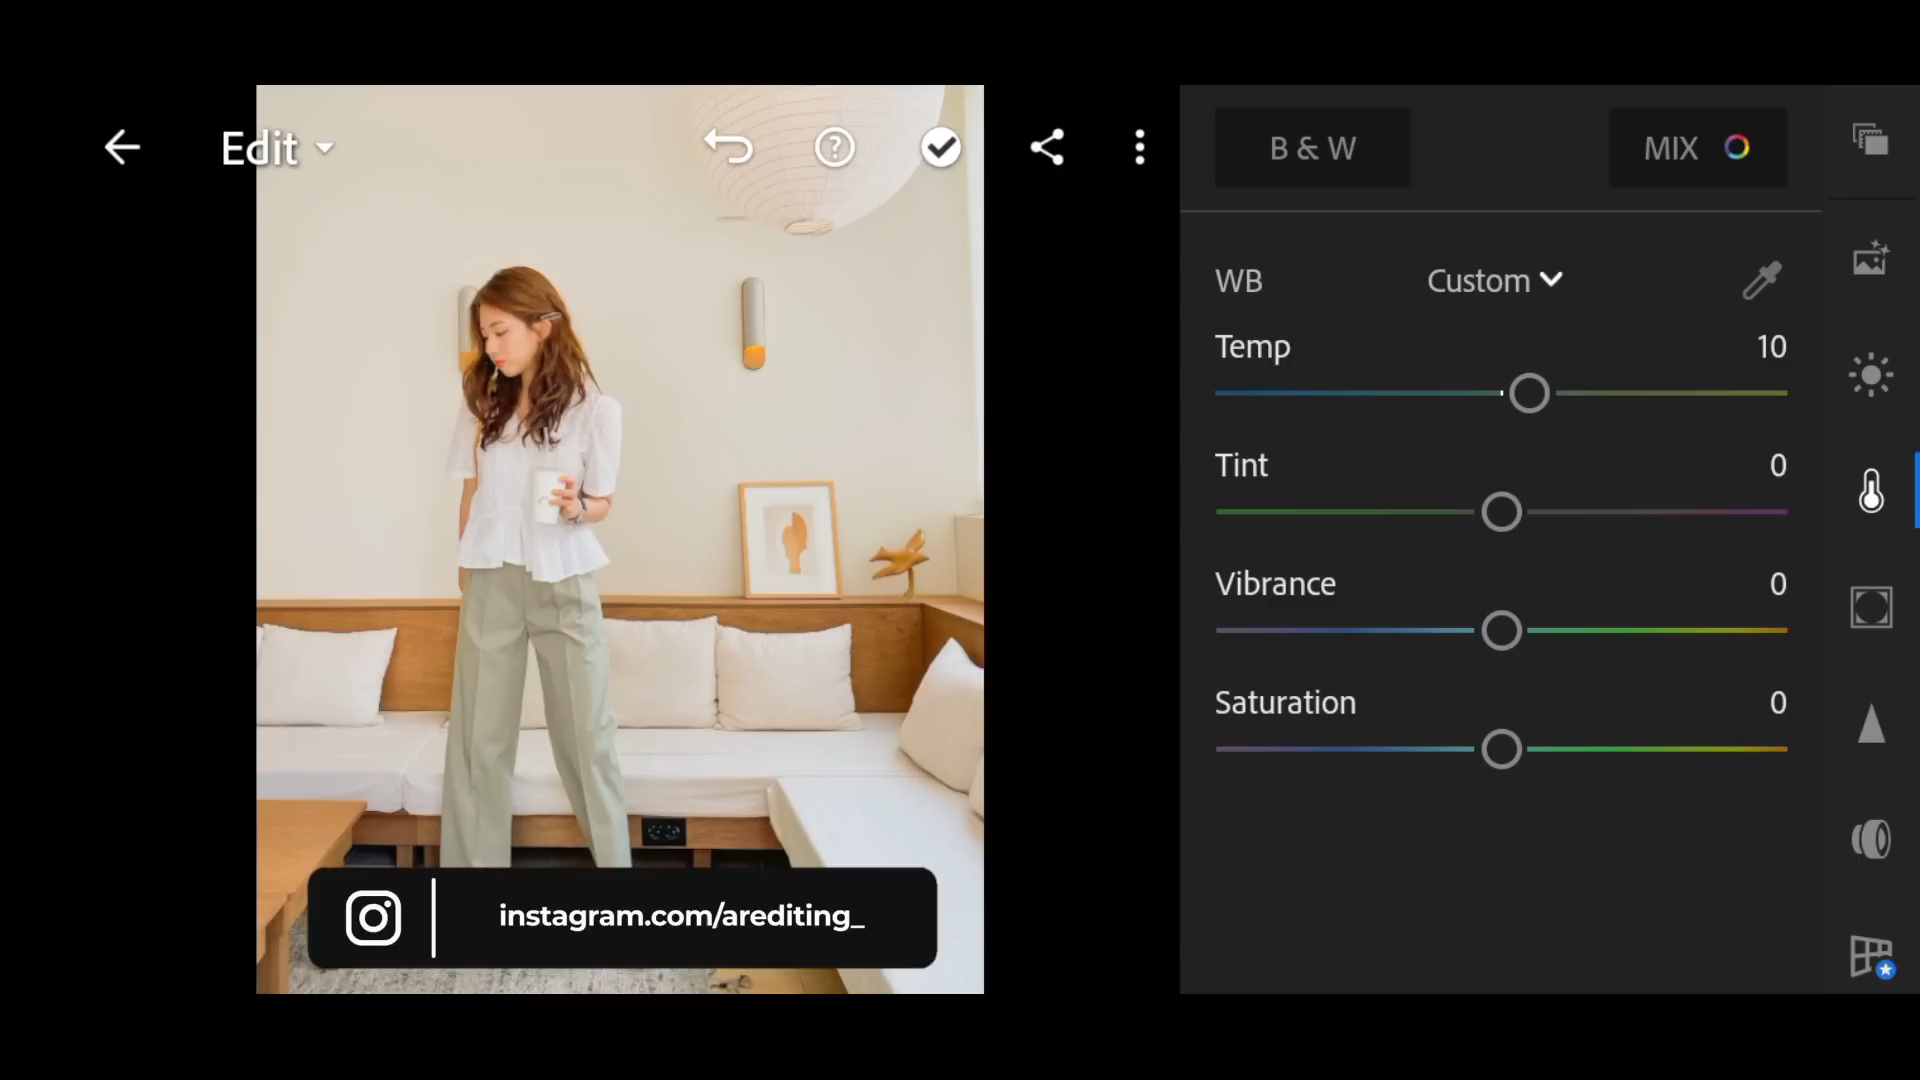 Edit
B & W
MIX
WB
Custom
Temp
10
Tint
0
Vibrance
0
Saturation
0
instagram.com/arediting_